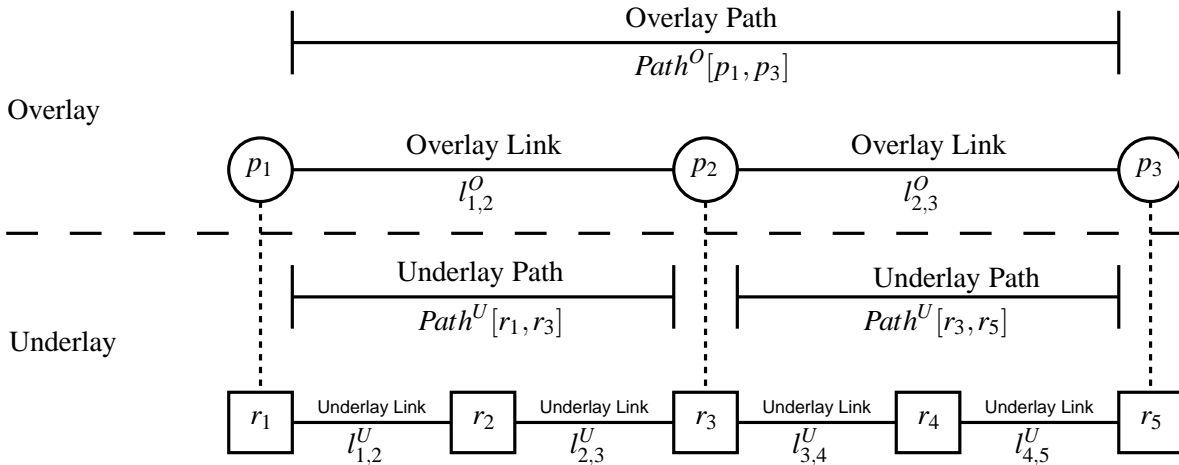 Overlay Path
Path^O[p_1, p_3]
Overlay
p_1 Overlay Link p_2 Overlay Link p_3
l^O_{1,2} l^O_{2,3}
Underlay Path Underlay Path
Path^U[r_1, r_3] Path^U[r_3, r_5]
Underlay
r_1 Underlay Link r_2 Underlay Link r_3 Underlay Link r_4 Underlay Link r_5
l^U_{1,2} l^U_{2,3} l^U_{3,4} l^U_{4,5}